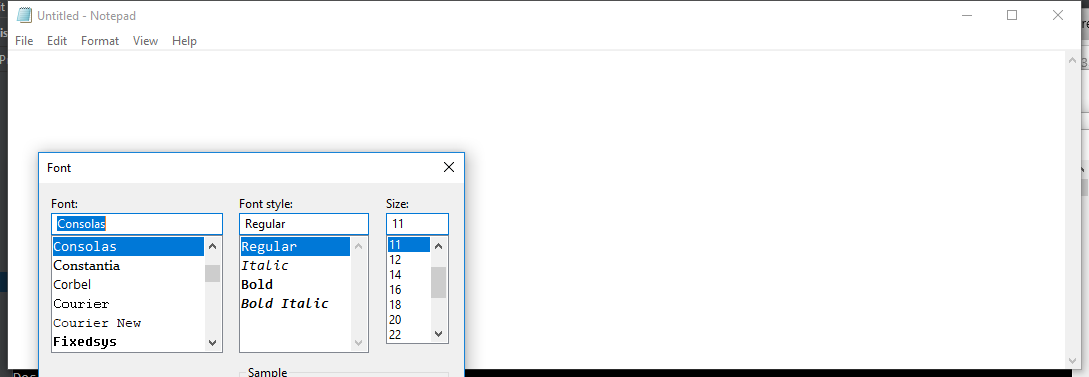 Untitled - Notepad
File Edit Format View Help
Font
Font: Font style: Size:
Consolas Regular 11
Consolas Regular 11
Constantia Italic 12
Corbel Bold 14
Courier Bold Italic 16
Courier New 18
Fixedsys 20
22
Sample